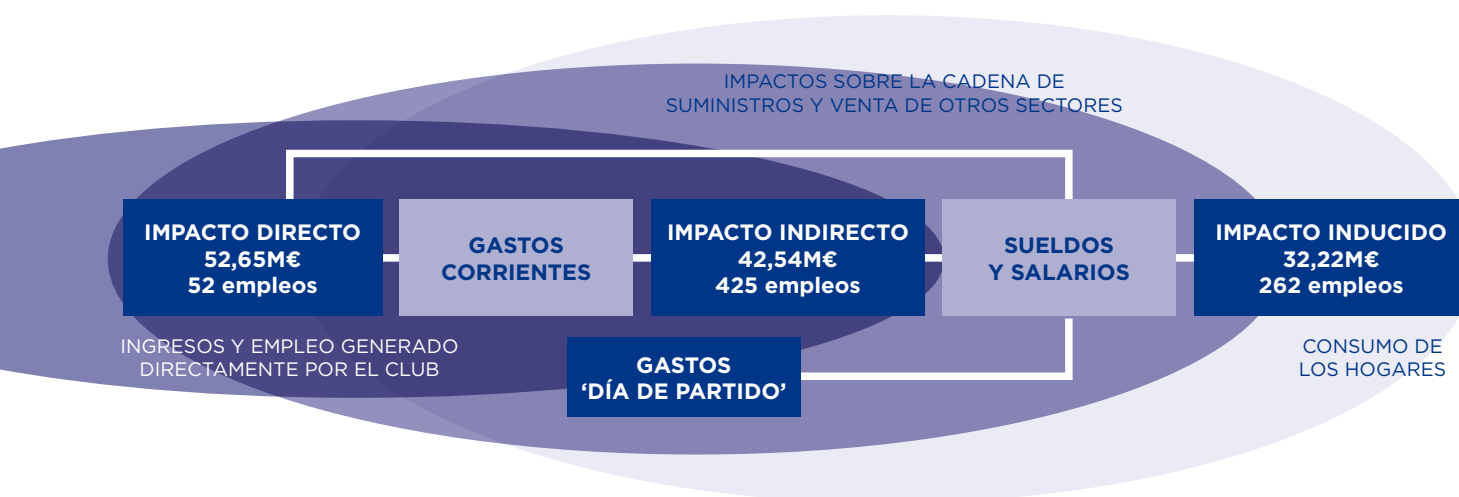 IMPACTOS SOBRE LA CADENA DE
SUMINISTROS Y VENTA DE OTROS SECTORES
IMPACTO DIRECTO
52,65M€
52 empleos
GASTOS
CORRIENTES
IMPACTO INDIRECTO
42,54M€
425 empleos
SUELDOS
Y SALARIOS
IMPACTO INDUCIDO
32,22M€
262 empleos
INGRESOS Y EMPLEO GENERADO
DIRECTAMENTE POR EL CLUB
GASTOS
‘DÍA DE PARTIDO’
CONSUMO DE
LOS HOGARES